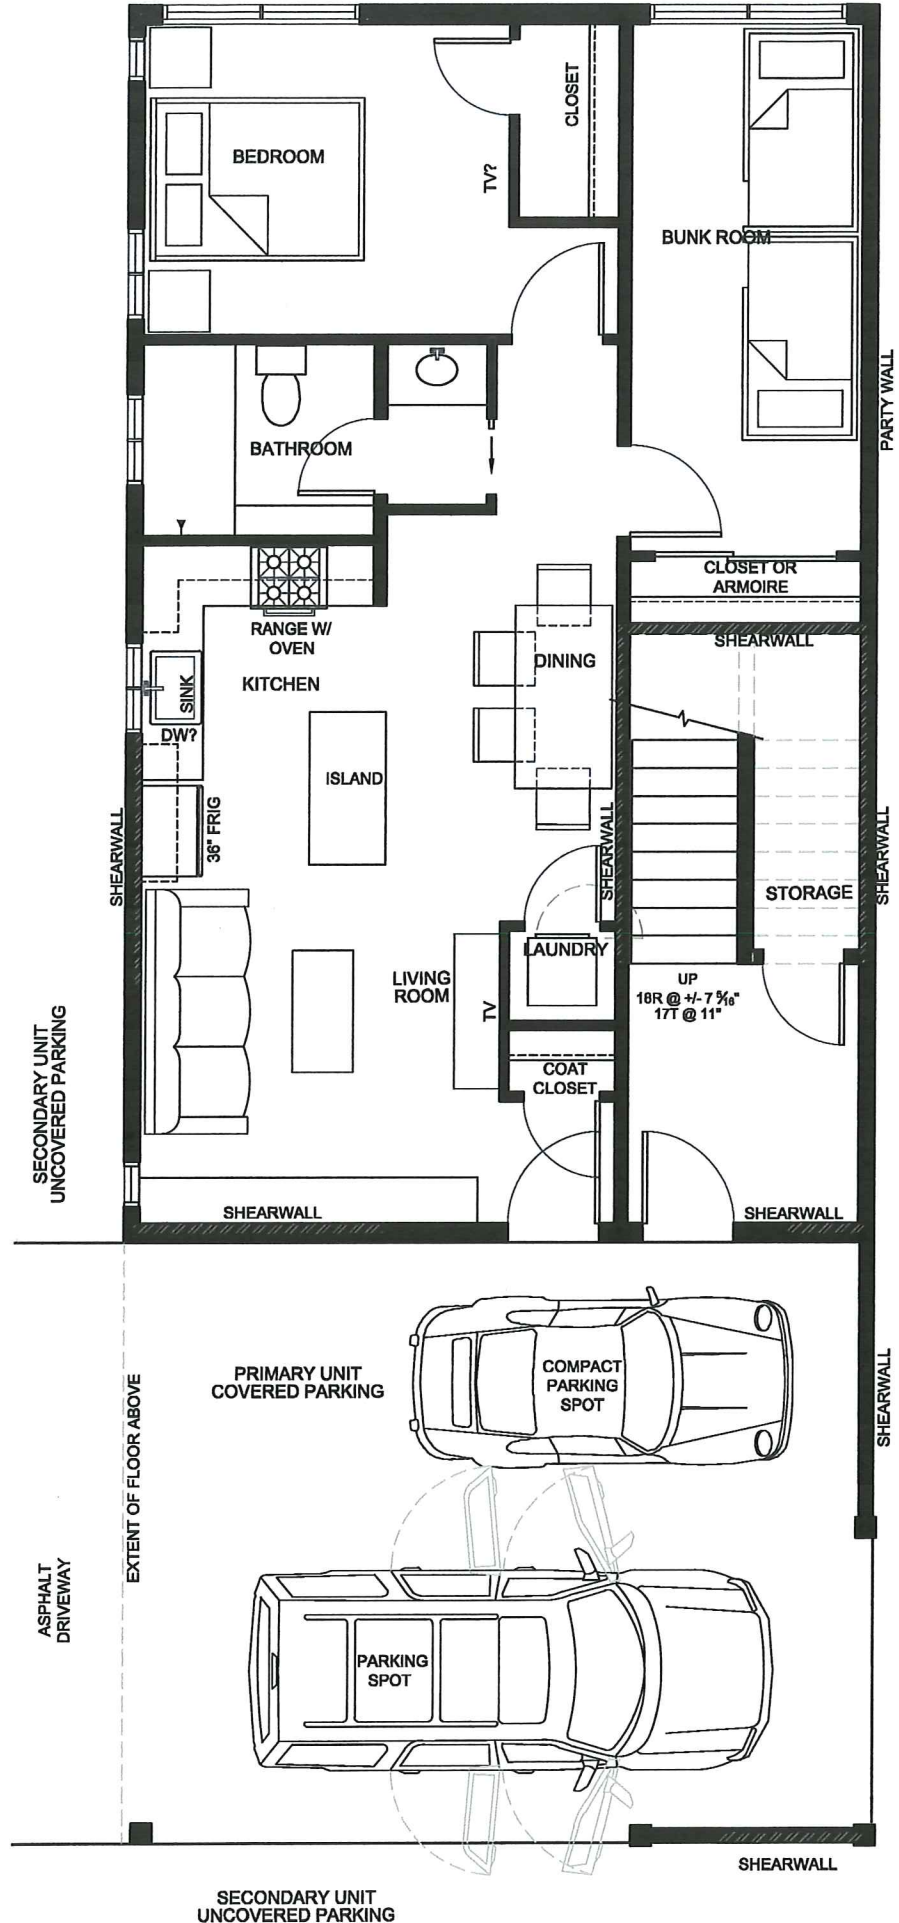 CLOSET
BEDROOM
TV?
BUNK ROOM
PARTY WALL
BATHROOM
CLOSET OR
ARMOIRE
RANGE W/
OVEN
SHEARWALL
DINING
KITCHEN
SINK
DW?
ISLAND
36" FRIG
SHEARWALL
SHEARWALL
SHEARWALL
STORAGE
LAUNDRY
LIVING
ROOM
TV
UP
18R @ +/- 7 5/16"
17T @ 11"
COAT
CLOSET
SECONDARY UNIT
UNCOVERED PARKING
SHEARWALL
SHEARWALL
PRIMARY UNIT
COVERED PARKING
COMPACT
PARKING
SPOT
SHEARWALL
EXTENT OF FLOOR ABOVE
ASPHALT
DRIVEWAY
PARKING
SPOT
SHEARWALL
SECONDARY UNIT
UNCOVERED PARKING